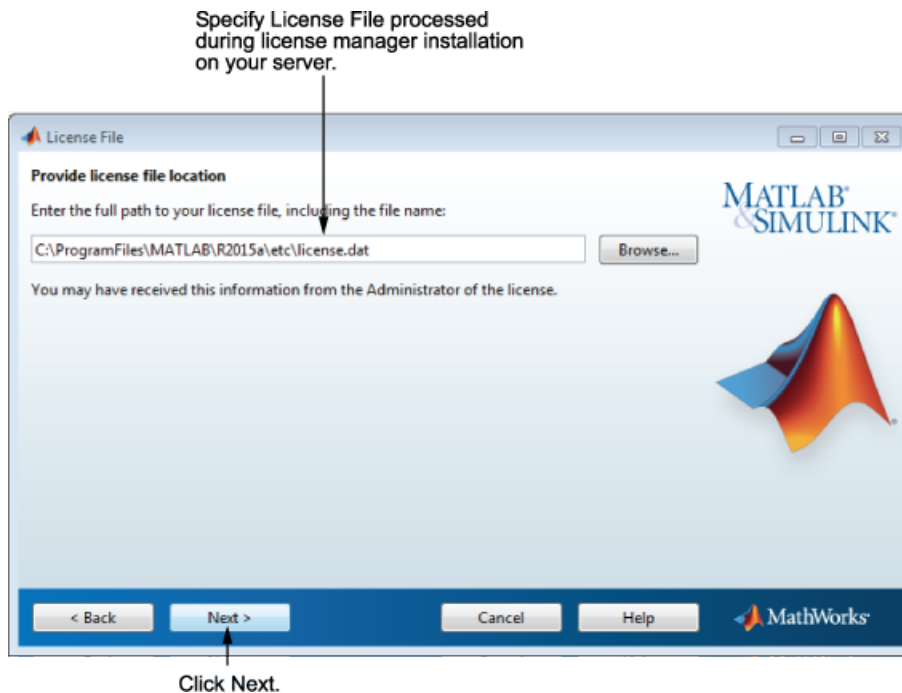 Specify License File processed
during license manager installation
on your server.
License File
Provide license file location
Enter the full path to your license file, including the file name:
C:\ProgramFiles\MATLAB\R2015a\etc\license.dat
Browse...
You may have received this information from the Administrator of the license.
MATLAB®
&SIMULINK®
< Back
Next >
Cancel
Help
MathWorks®
Click Next.